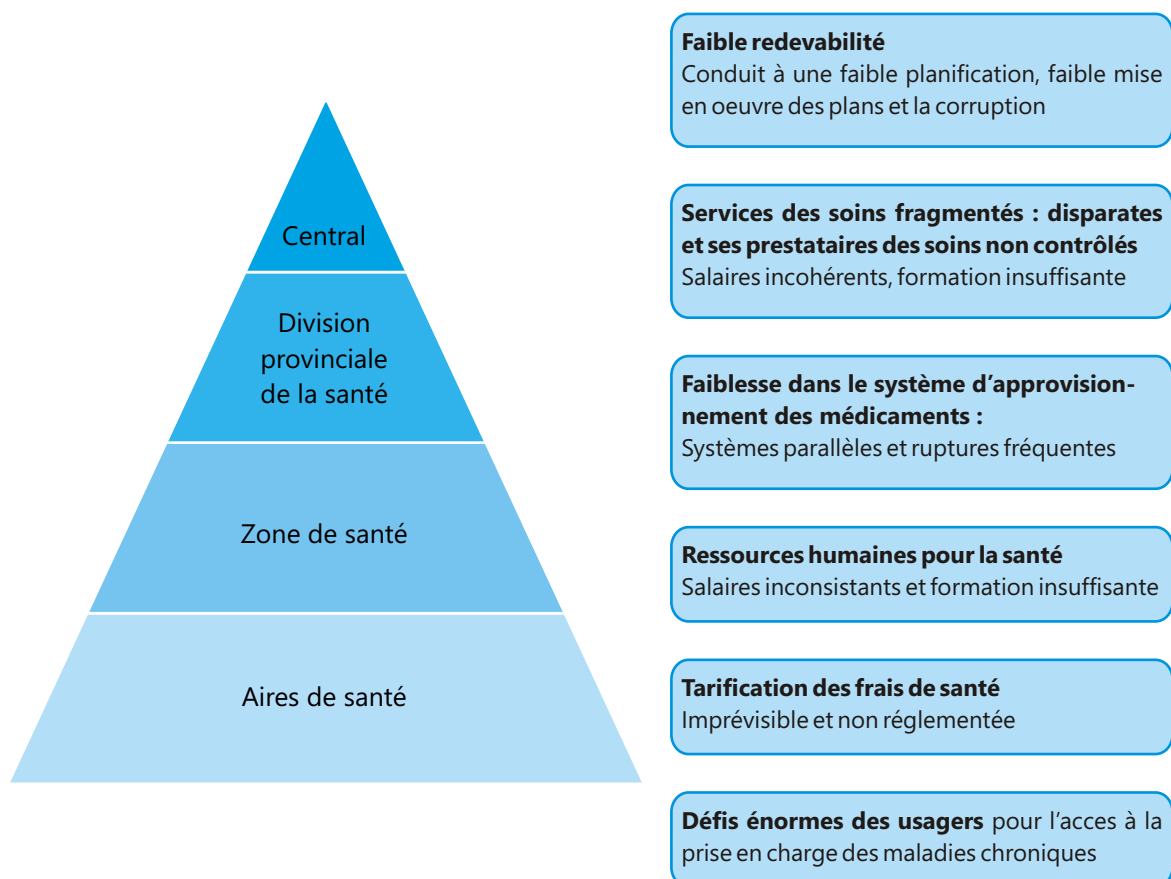 Central
Division
provinciale
de la santé
Zone de santé
Aires de santé
Faible redevabilité
Conduit à une faible planification, faible mise
en oeuvre des plans et la corruption
Services des soins fragmentés : disparates
et ses prestataires des soins non contrôlés
Salaires incohérents, formation insuffisante
Faiblesse dans le système d’approvision-
nement des médicaments :
Systèmes parallèles et ruptures fréquentes
Ressources humaines pour la santé
Salaires inconsistants et formation insuffisante
Tarification des frais de santé
Imprévisible et non réglementée
Défis énormes des usagers pour l'acces à la
prise en charge des maladies chroniques